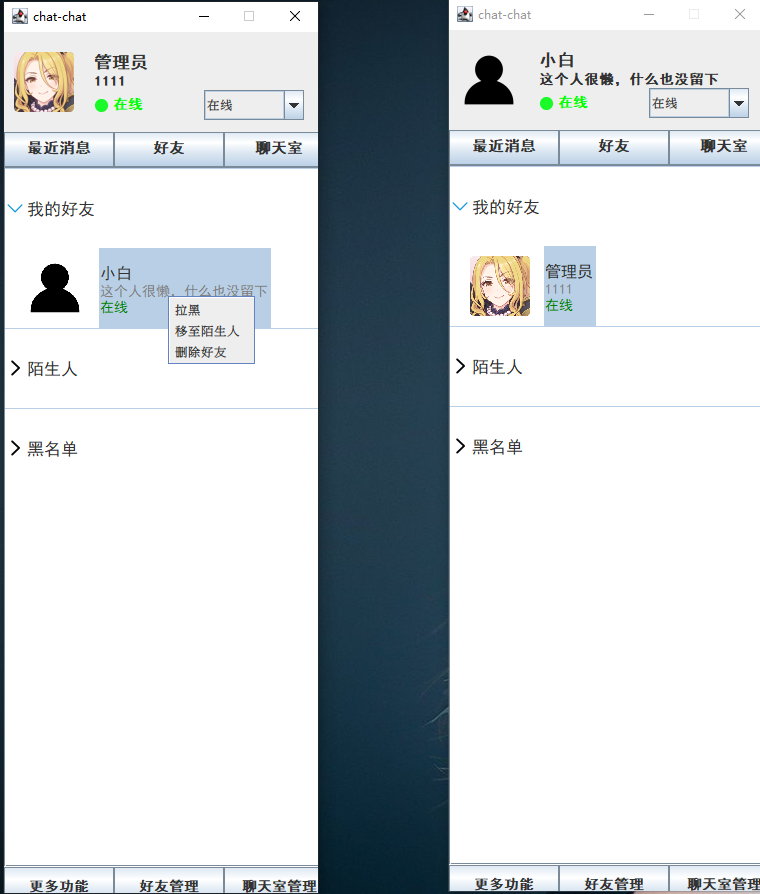 chat-chat
管理员
1111
在线
在线
最近消息 好友 聊天室
我的好友
小白
这个人很懒，什么也没留下
在线
拉黑
移至陌生人
删除好友
陌生人
黑名单
更多功能 好友管理 聊天室管理
chat-chat
小白
这个人很懒，什么也没留下
在线
在线
最近消息 好友 聊天室
我的好友
管理员
1111
在线
陌生人
黑名单
更多功能 好友管理 聊天室管理